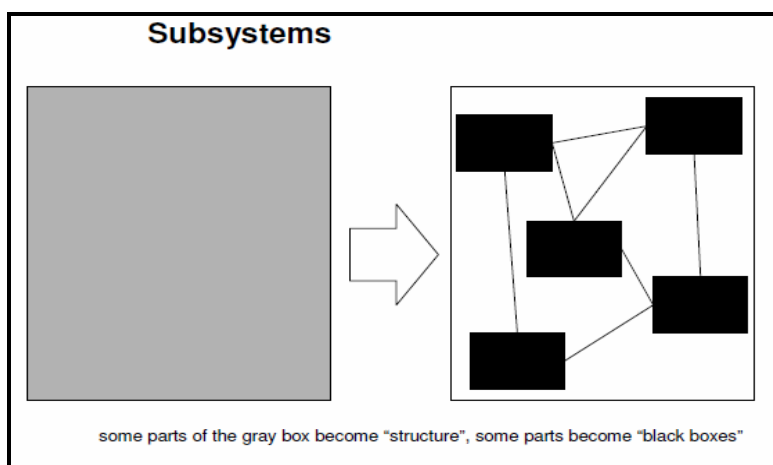 Subsystems
some parts of the gray box become “structure”, some parts become “black boxes”